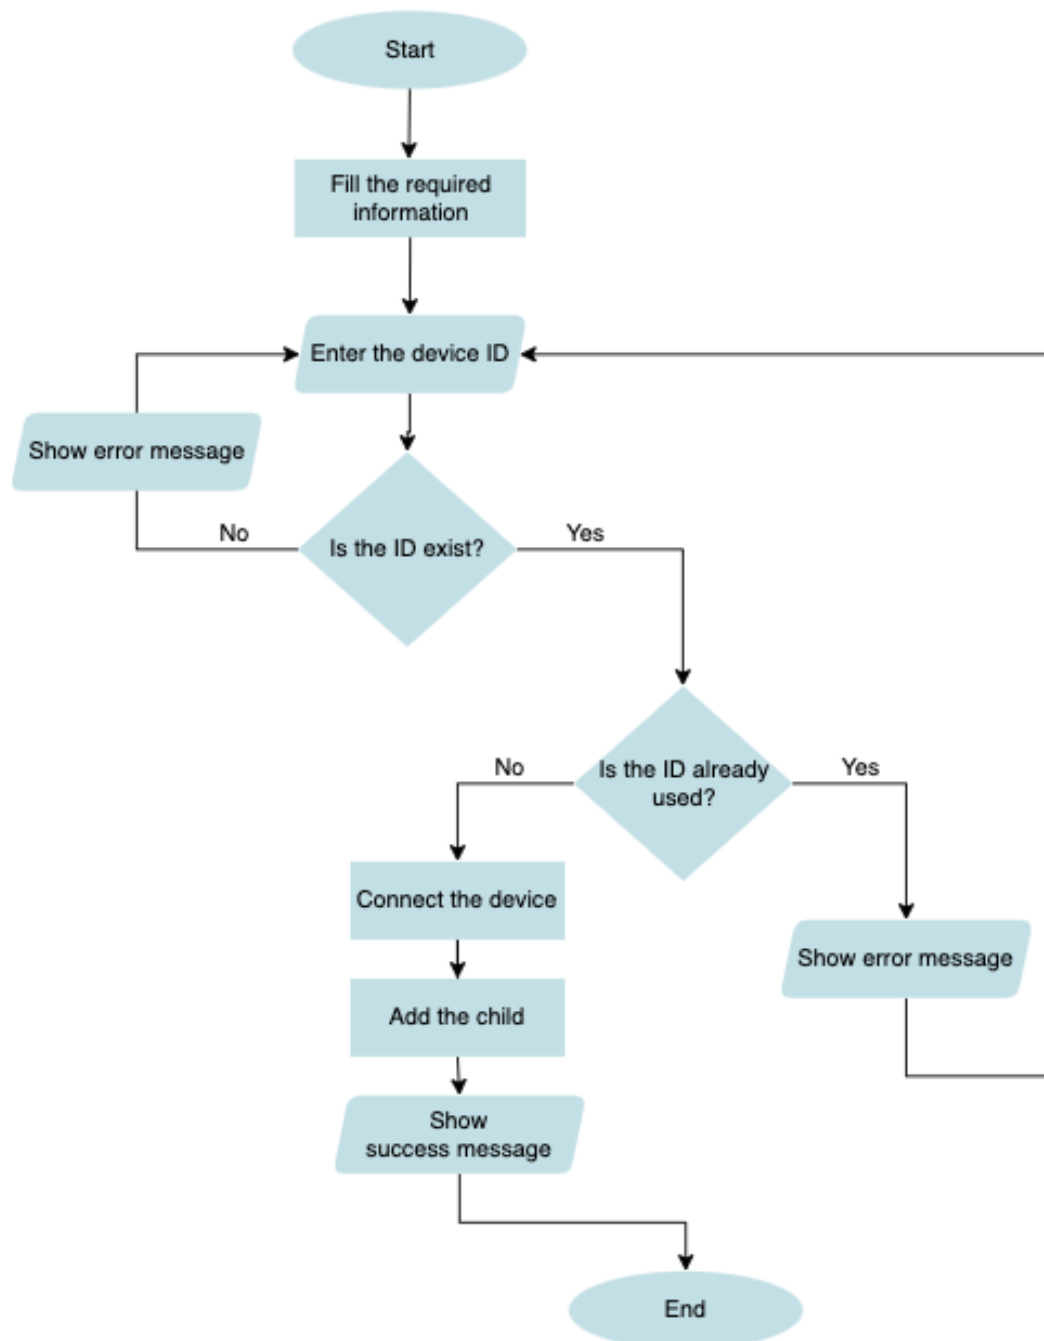 Start
Fill the required
information
Enter the device ID
Show error message
No
Is the ID exist?
Yes
No
Is the ID already
used?
Yes
Connect the device
Show error message
Add the child
Show
success message
End